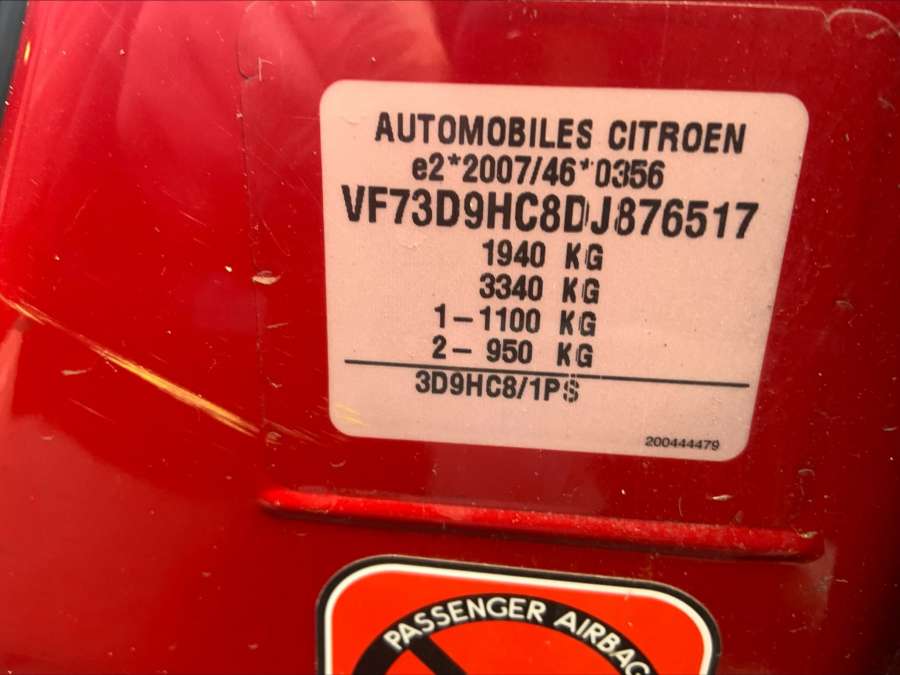 AUTOMOBILES CITROEN
e2*2007/46*0356
VF73D9HC8DJ876517
1940 KG
3340 KG
1-1100 KG
2- 950 KG
3D9HC8/1PS
200444479
PASSENGER AIRBAG